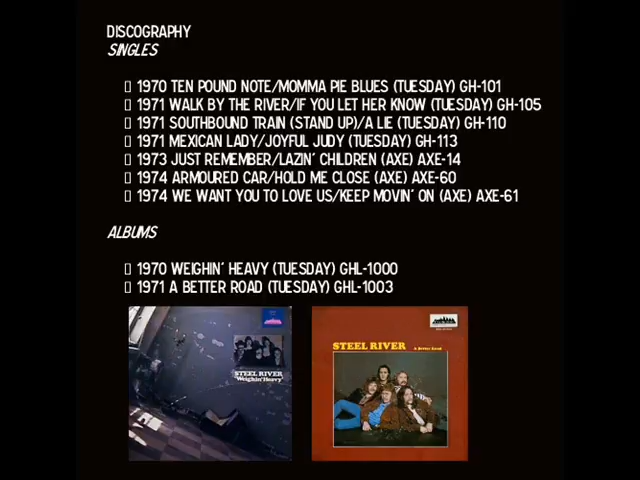 DISCOGRAPHY
SINGLES
▯ 1970 TEN POUND NOTE/MOMMA PIE BLUES (TUESDAY) GH-101
▯ 1971 WALK BY THE RIVER/IF YOU LET HER KNOW (TUESDAY) GH-105
▯ 1971 SOUTHBOUND TRAIN (STAND UP)/A LIE (TUESDAY) GH-110
▯ 1971 MEXICAN LADY/JOYFUL JUDY (TUESDAY) GH-113
▯ 1973 JUST REMEMBER/LAZIN' CHILDREN (AXE) AXE-14
▯ 1974 ARMOURED CAR/HOLD ME CLOSE (AXE) AXE-60
▯ 1974 WE WANT YOU TO LOVE US/KEEP MOVIN' ON (AXE) AXE-61
ALBUMS
▯ 1970 WEIGHIN' HEAVY (TUESDAY) GHL-1000
▯ 1971 A BETTER ROAD (TUESDAY) GHL-1003
STEEL RIVER
"Weighin' Heavy"
STEEL RIVER A Better Road